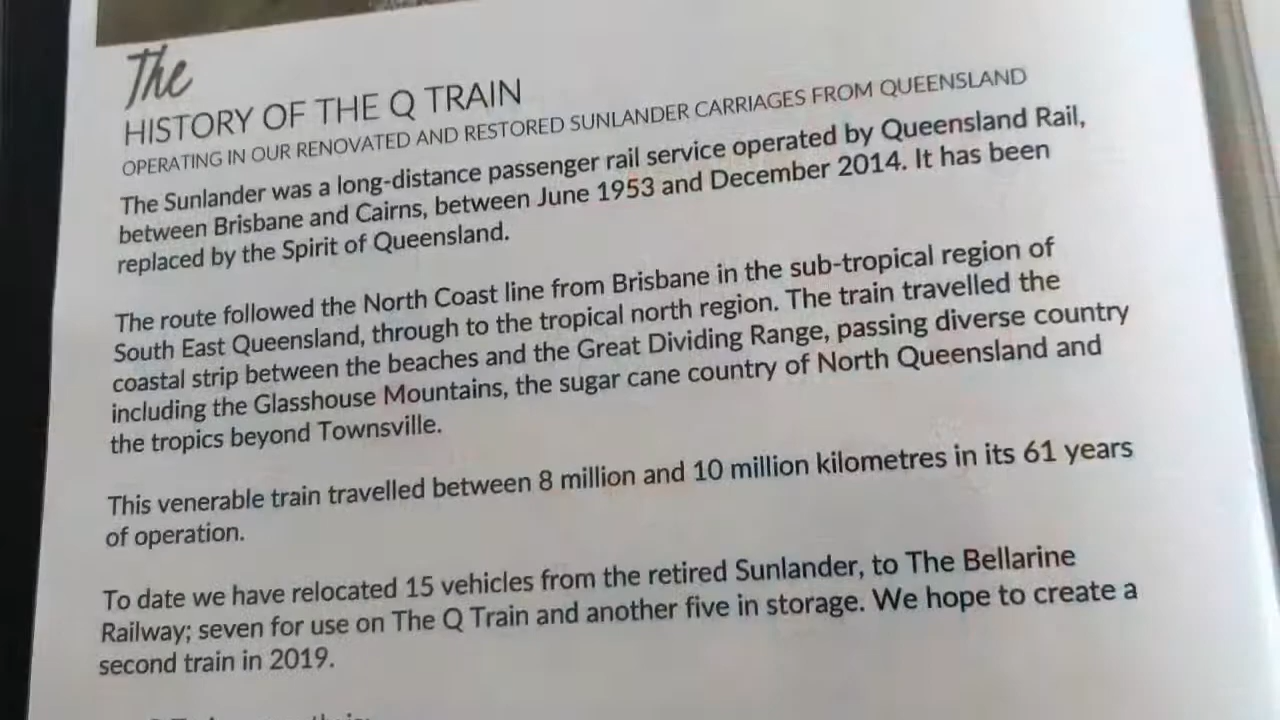 The
HISTORY OF THE Q TRAIN
OPERATING IN OUR RENOVATED AND RESTORED SUNLANDER CARRIAGES FROM QUEENSLAND
The Sunlander was a long-distance passenger rail service operated by Queensland Rail,
between Brisbane and Cairns, between June 1953 and December 2014. It has been
replaced by the Spirit of Queensland.
The route followed the North Coast line from Brisbane in the sub-tropical region of
South East Queensland, through to the tropical north region. The train travelled the
coastal strip between the beaches and the Great Dividing Range, passing diverse country
including the Glasshouse Mountains, the sugar cane country of North Queensland and
the tropics beyond Townsville.
This venerable train travelled between 8 million and 10 million kilometres in its 61 years
of operation.
To date we have relocated 15 vehicles from the retired Sunlander, to The Bellarine
Railway; seven for use on The Q Train and another five in storage. We hope to create a
second train in 2019.